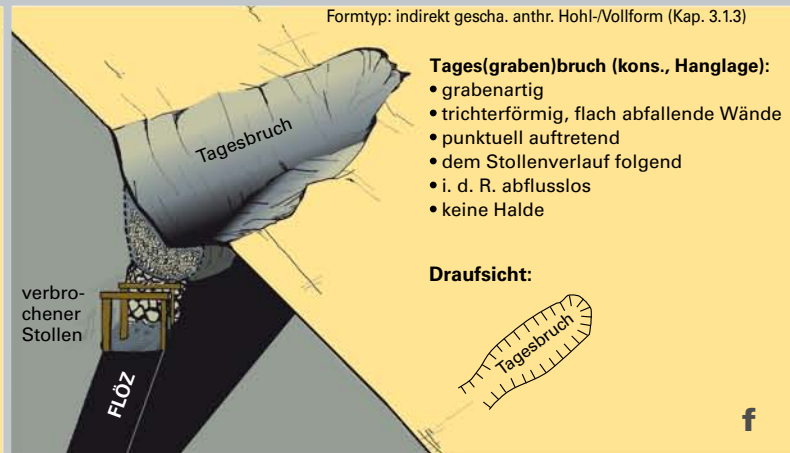 Formtyp: indirekt gescha. anthr. Hohl-/Vollform (Kap. 3.1.3)
Tages(graben)bruch (kons., Hanglage):
• grabenartig
• trichterförmig, flach abfallende Wände
• punktuell auftretend
• dem Stollenverlauf folgend
• i. d. R. abflusslos
• keine Halde
Tagesbruch
verbro-
chener
Stollen
FLÖZ
Draufsicht:
Tagesbruch
f